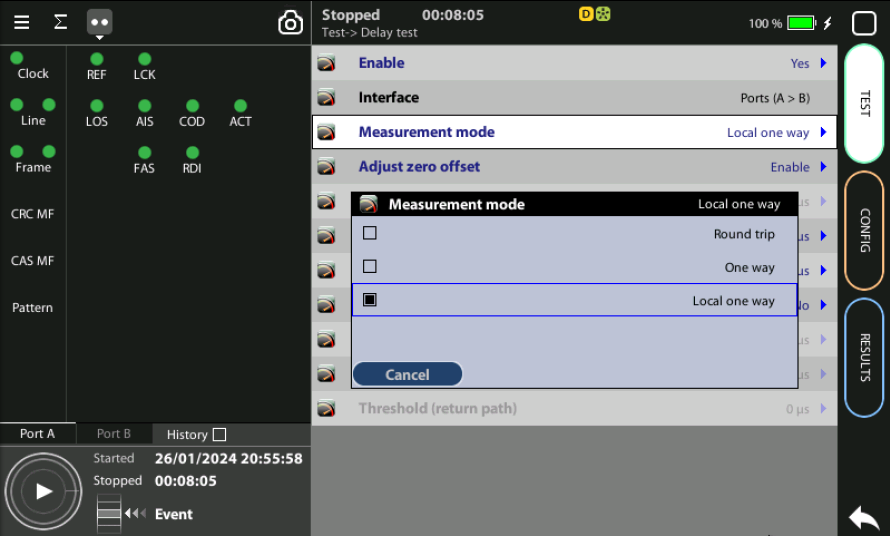 Σ
Stopped 00:08:05
D
100 %
Test-> Delay test
Clock
REF LCK
Line
LOS AIS COD ACT
Frame
FAS RDI
CRC MF
CAS MF
Pattern
Port A Port B History
Started 26/01/2024 20:55:58
Stopped 00:08:05
Event
Enable Yes
Interface Ports (A > B)
Measurement mode Local one way
Adjust zero offset Enable
µs
µs
µs
No
µs
µs
Measurement mode Local one way
Round trip
One way
Local one way
Cancel
Threshold (return path) 0 µs
TEST
CONFIG
RESULTS